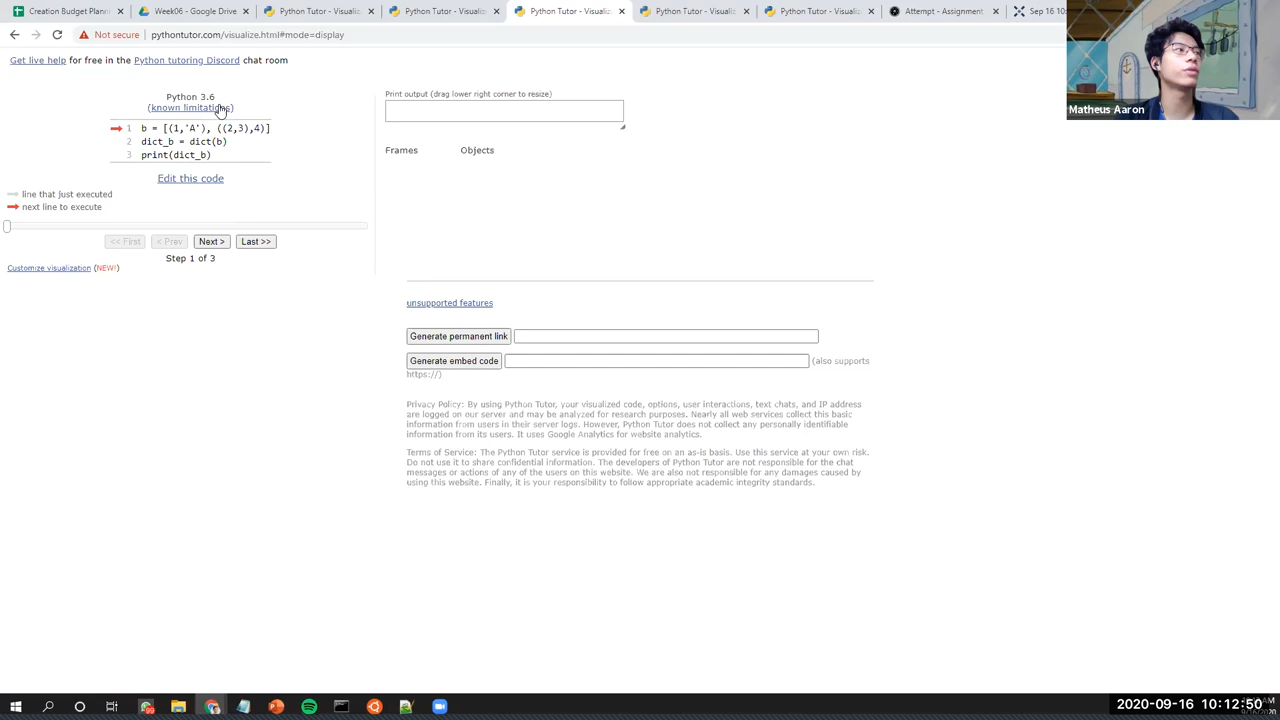 Creation Budget Plann
Week06 - Google Drive
Python Tutor - Visualiz
Python Tutor - Visualiz
Python Tutor - Visualiz
Python Tutor - Visualiz
Python Tutor - Visualiz
Attempt - Assignment
Sep 16.10
Not secure pythontutor.com/visualize.html#mode=display
Get live help for free in the Python tutoring Discord chat room
Matheus Aaron
Python 3.6
(known limitations)
1 b = [(1,'A'), ((2,3),4)]
2 dict_b = dict(b)
3 print(dict_b)
Edit this code
line that just executed
next line to execute
<< First < Prev Next > Last >>
Step 1 of 3
Customize visualization (NEW!)
Print output (drag lower right corner to resize)
Frames Objects
unsupported features
Generate permanent link
Generate embed code (also supports
https://)
Privacy Policy: By using Python Tutor, your visualized code, options, user interactions, text chats, and IP address
are logged on our server and may be analyzed for research purposes. Nearly all web services collect this basic
information from users in their server logs. However, Python Tutor does not collect any personally identifiable
information from its users. It uses Google Analytics for website analytics.
Terms of Service: The Python Tutor service is provided for free on an as-is basis. Use this service at your own risk.
Do not use it to share confidential information. The developers of Python Tutor are not responsible for the chat
messages or actions of any of the users on this website. We are also not responsible for any damages caused by
using this website. Finally, it is your responsibility to follow appropriate academic integrity standards.
2020-09-16 10:12:50